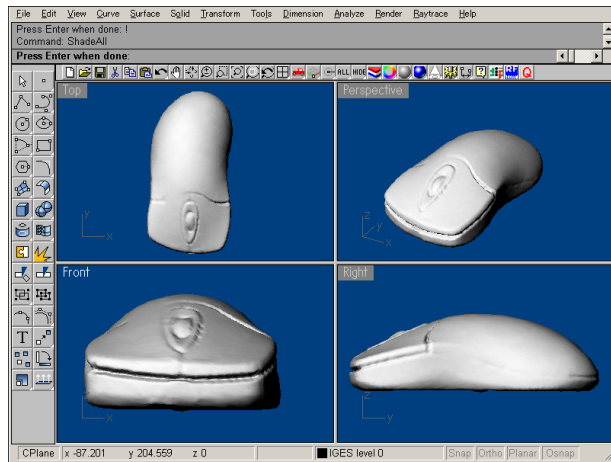 File Edit View Curve Surface Solid Transform Tools Dimension Analyze Render Raytrace Help
Press Enter when done: !
Command: ShadeAll
Press Enter when done:
ALL HIDE
Top
Perspective
y
x
z
y
x
Front
Right
z
x
z
y
T
CPlane x -87.201 y 204.559 z 0 IGES level 0 Snap Ortho Planar Osnap